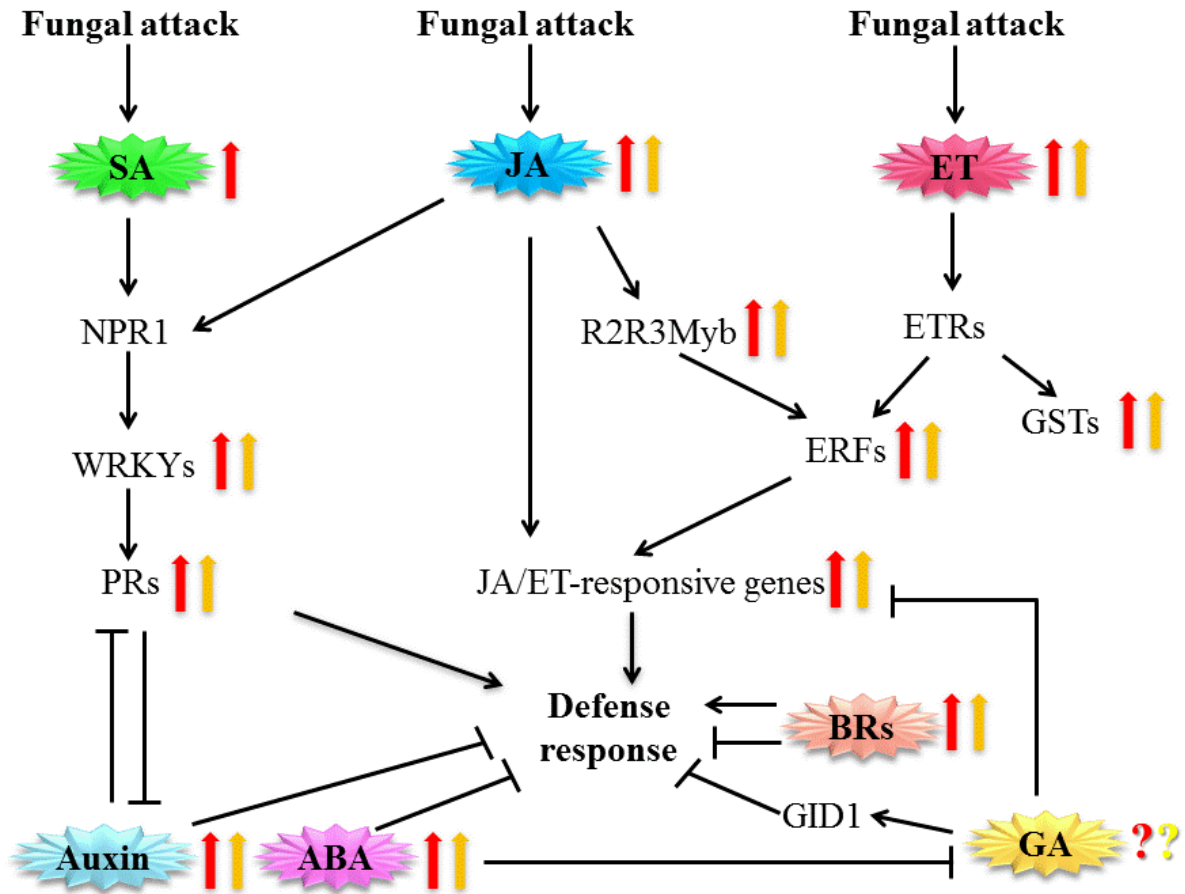 Fungal attack Fungal attack Fungal attack
SA JA ET
NPR1 R2R3Myb ETRs
GSTs
WRKYs ERFs
PRs JA/ET-responsive genes
Defense
response
BRs
GID1
Auxin ABA GA ??